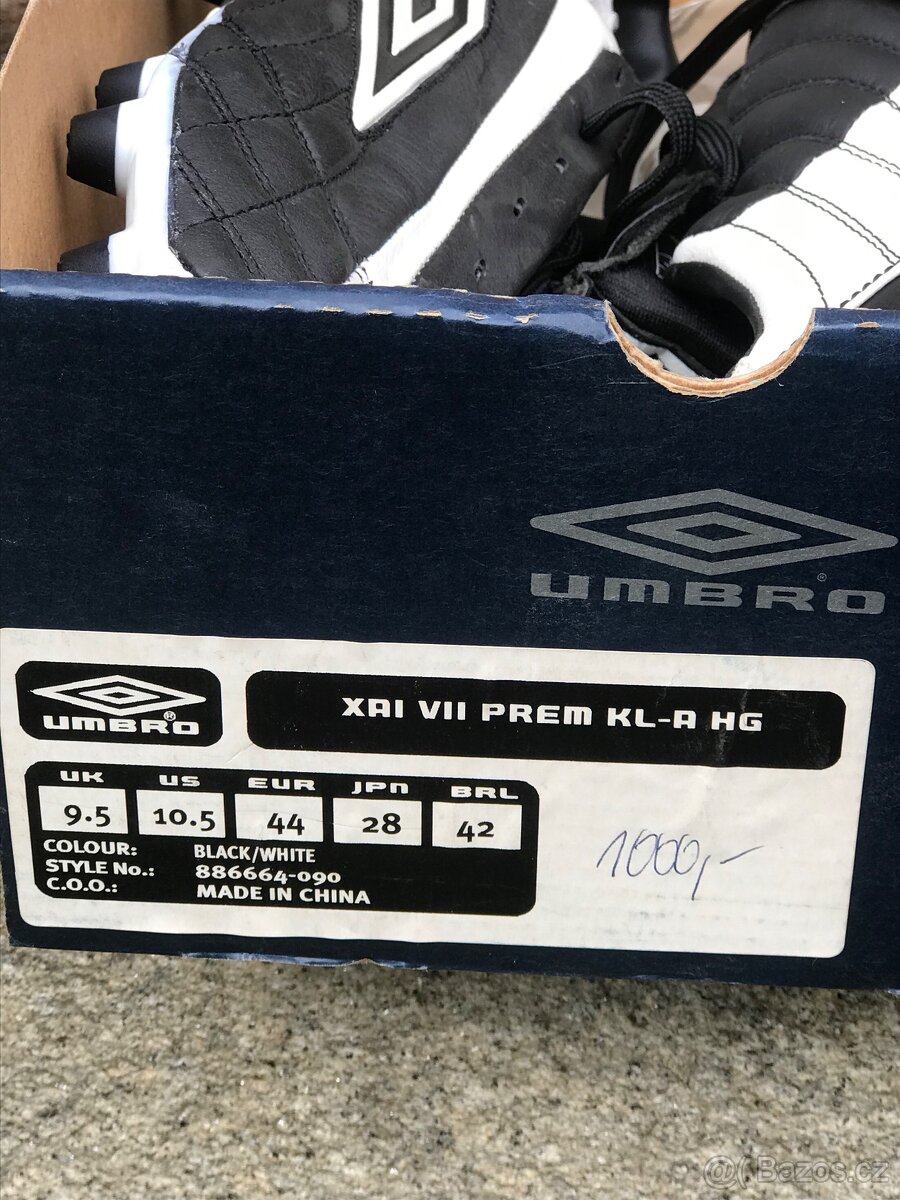 UMBRO®
UMBRO®
XAI VII PREM KL-A HG
UK US EUR JPN BRL
9.5 10.5 44 28 42
COLOUR: BLACK/WHITE
STYLE No.: 886664-090
C.O.O.: MADE IN CHINA
1000,-
@( Bazos.cz